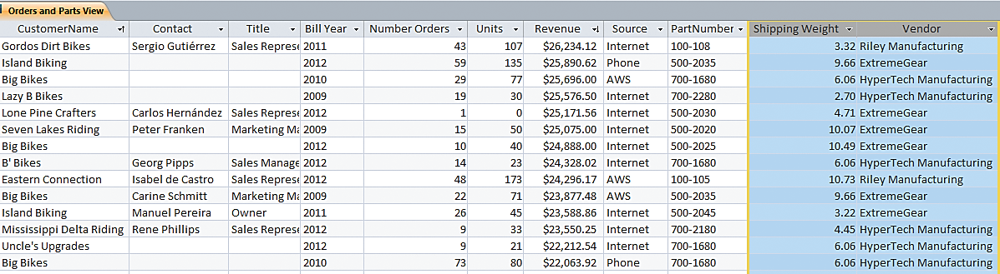 Orders and Parts View
CustomerName Contact Title Bill Year Number Orders Units Revenue Source PartNumber Shipping Weight Vendor
Gordos Dirt Bikes Sergio Gutiérrez Sales Represe 2011 43 107 $26,234.12 Internet 100-108 3.32 Riley Manufacturing
Island Biking 2012 59 135 $25,890.62 Phone 500-2035 9.66 ExtremeGear
Big Bikes 2010 29 77 $25,696.00 AWS 700-1680 6.06 HyperTech Manufacturing
Lazy B Bikes 2009 19 30 $25,576.50 Internet 700-2280 2.70 HyperTech Manufacturing
Lone Pine Crafters Carlos Hernández Sales Represe 2012 1 0 $25,171.56 Internet 500-2030 4.71 ExtremeGear
Seven Lakes Riding Peter Franken Marketing Ma 2009 15 50 $25,075.00 Internet 500-2020 10.07 ExtremeGear
Big Bikes 2012 10 40 $24,888.00 Internet 500-2025 10.49 ExtremeGear
B' Bikes Georg Pipps Sales Manage 2012 14 23 $24,328.02 Internet 700-1680 6.06 HyperTech Manufacturing
Eastern Connection Isabel de Castro Sales Represe 2012 48 173 $24,296.17 AWS 100-105 10.73 Riley Manufacturing
Big Bikes Carine Schmitt Marketing Ma 2009 22 71 $23,877.48 AWS 500-2035 9.66 ExtremeGear
Island Biking Manuel Pereira Owner 2011 26 45 $23,588.86 Internet 500-2045 3.22 ExtremeGear
Mississippi Delta Riding Rene Phillips Sales Represe 2012 9 33 $23,550.25 Internet 700-2180 4.45 HyperTech Manufacturing
Uncle's Upgrades 2012 9 21 $22,212.54 Internet 700-1680 6.06 HyperTech Manufacturing
Big Bikes 2010 73 80 $22,063.92 Phone 700-1680 6.06 HyperTech Manufacturing